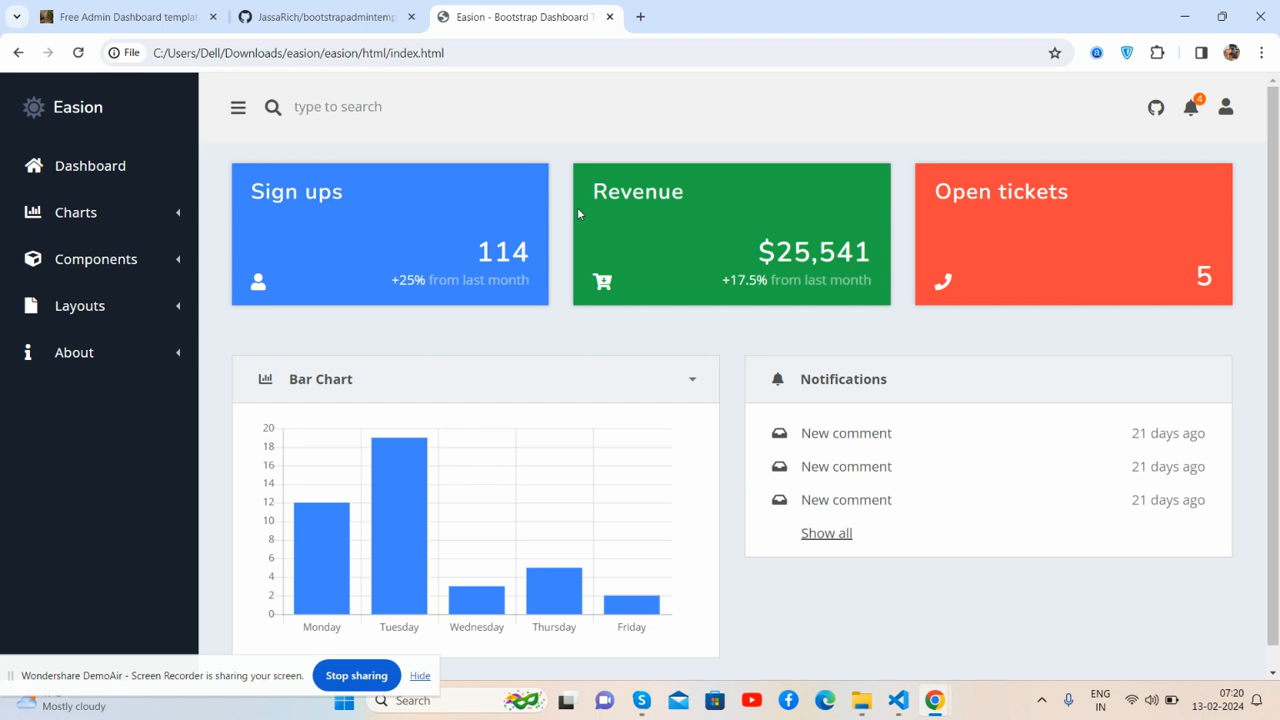 Free Admin Dashboard templat
JassaRich/bootstrapadmintemp
Easion - Bootstrap Dashboard T
File
C:/Users/Dell/Downloads/easion/easion/html/index.html
Easion
type to search
4
Dashboard
Charts
Components
Layouts
About
Sign ups
114
+25% from last month
Revenue
$25,541
+17.5% from last month
Open tickets
5
Bar Chart
20
18
16
14
12
10
8
6
4
2
0
Monday Tuesday Wednesday Thursday Friday
Notifications
New comment 21 days ago
New comment 21 days ago
New comment 21 days ago
Show all
Wondershare DemoAir - Screen Recorder is sharing your screen.
Stop sharing
Hide
Mostly cloudy
Search
ENG
IN
07:20
13-02-2024